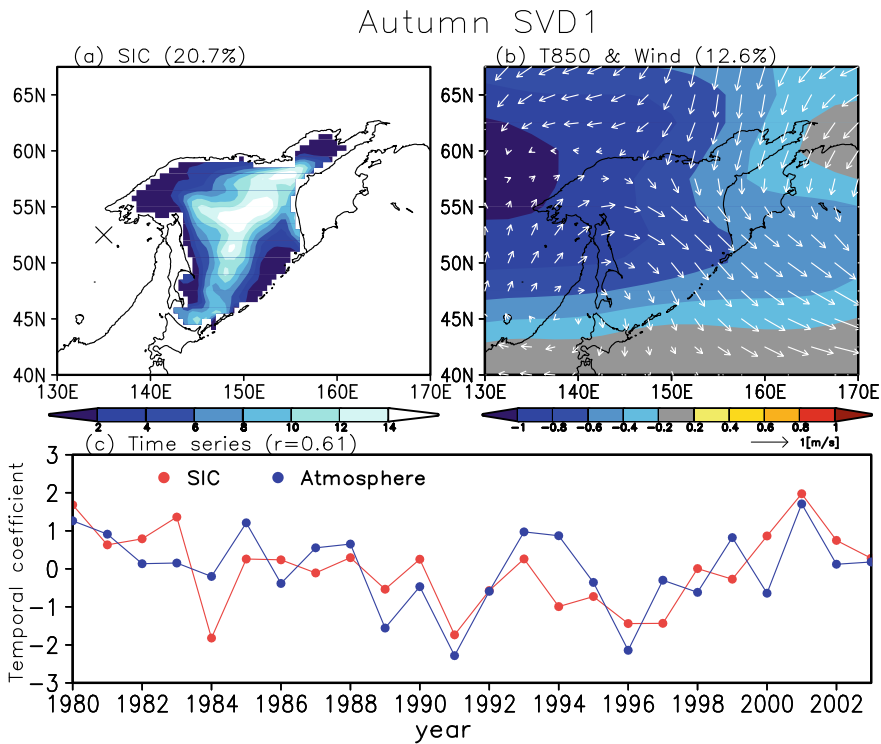 Autumn SVD1
(a) SIC (20.7%)
(b) T850 & Wind (12.6%)
65N
60N
55N
50N
45N
40N
130E 140E 150E 160E 170E
2 4 6 8 10 12 14
65N
60N
55N
50N
45N
40N
130E 140E 150E 160E 170E
-1 -0.8 -0.6 -0.4 -0.2 0.2 0.4 0.6 0.8 1
1[m/s]
(c) Time series (r=0.61)
SIC Atmosphere
Temporal coefficient
3
2
1
0
-1
-2
-3
1980 1982 1984 1986 1988 1990 1992 1994 1996 1998 2000 2002
year